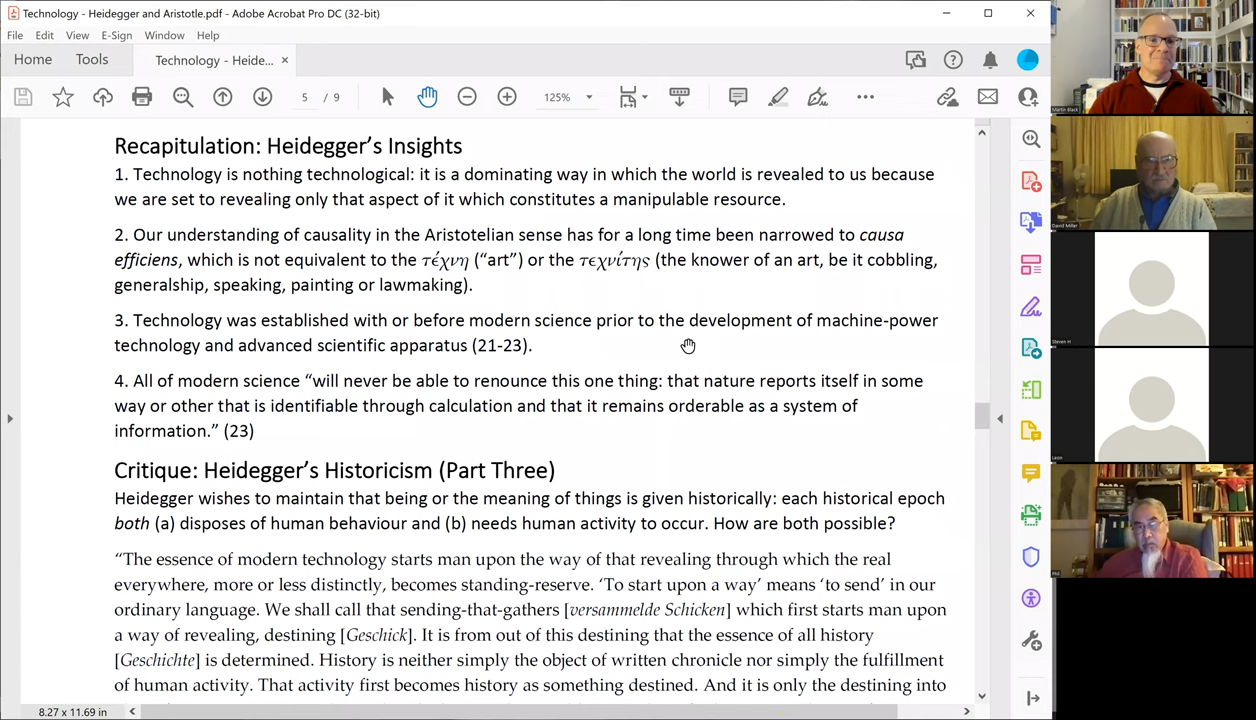 Technology - Heidegger and Aristotle.pdf - Adobe Acrobat Pro DC (32-bit)
File Edit View E-Sign Window Help
Home Tools Technology - Heide... ×
5 / 9 125%
Recapitulation: Heidegger's Insights
1. Technology is nothing technological: it is a dominating way in which the world is revealed to us because
we are set to revealing only that aspect of it which constitutes a manipulable resource.
2. Our understanding of causality in the Aristotelian sense has for a long time been narrowed to causa
efficiens, which is not equivalent to the τέχνη (“art”) or the τεχνίτης (the knower of an art, be it cobbling,
generalship, speaking, painting or lawmaking).
3. Technology was established with or before modern science prior to the development of machine-power
technology and advanced scientific apparatus (21-23).
4. All of modern science “will never be able to renounce this one thing: that nature reports itself in some
way or other that is identifiable through calculation and that it remains orderable as a system of
information.” (23)
Critique: Heidegger's Historicism (Part Three)
Heidegger wishes to maintain that being or the meaning of things is given historically: each historical epoch
both (a) disposes of human behaviour and (b) needs human activity to occur. How are both possible?
“The essence of modern technology starts man upon the way of that revealing through which the real
everywhere, more or less distinctly, becomes standing-reserve. ‘To start upon a way’ means ‘to send’ in our
ordinary language. We shall call that sending-that-gathers [versammelde Schicken] which first starts man upon
a way of revealing, destining [Geschick]. It is from out of this destining that the essence of all history
[Geschichte] is determined. History is neither simply the object of written chronicle nor simply the fulfillment
of human activity. That activity first becomes history as something destined. And it is only the destining into
8.27 x 11.69 in
Martin Black
David Miller
Steven H
Leon
Phil